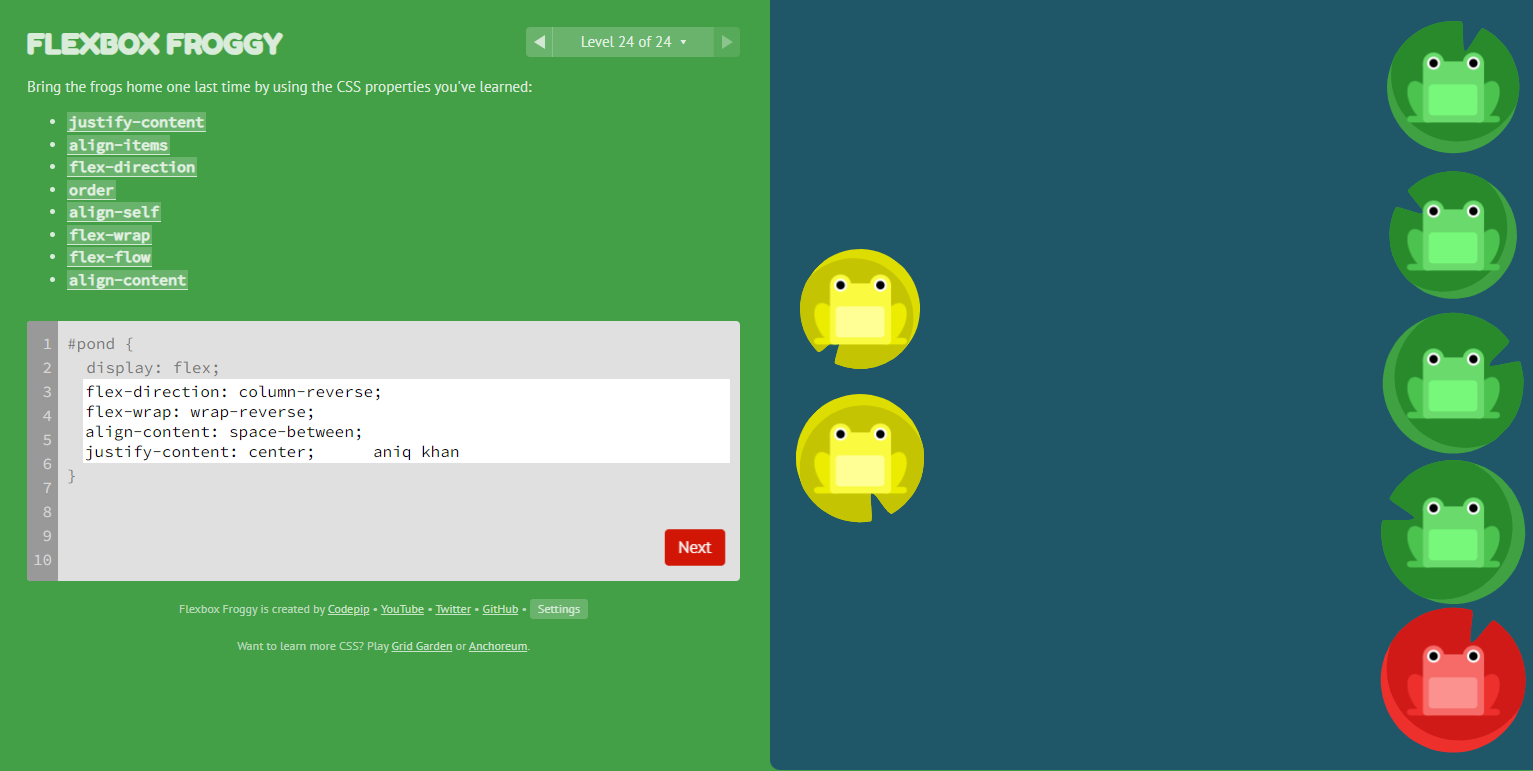 FLEXBOX FROGGY
◀ Level 24 of 24 ▾ ▶
Bring the frogs home one last time by using the CSS properties you've learned:
• justify-content
• align-items
• flex-direction
• order
• align-self
• flex-wrap
• flex-flow
• align-content
1 #pond {
2 display: flex;
3 flex-direction: column-reverse;
4 flex-wrap: wrap-reverse;
5 align-content: space-between;
6 justify-content: center; aniq khan
7 }
8
9
10
Next
Flexbox Froggy is created by Codepip • YouTube • Twitter • GitHub • Settings
Want to learn more CSS? Play Grid Garden or Anchoreum.